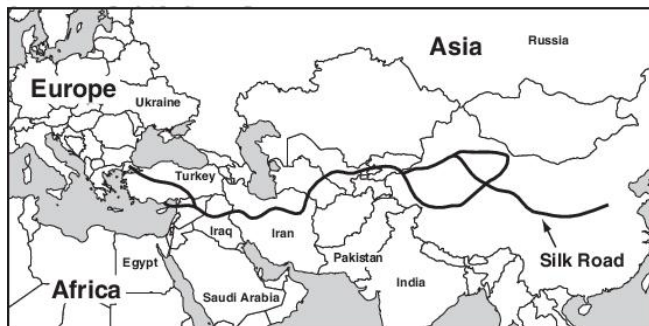 Asia
Russia
Europe
Ukraine
Turkey
Iraq
Iran
Pakistan
Silk Road
Egypt
India
Africa
Saudi Arabia